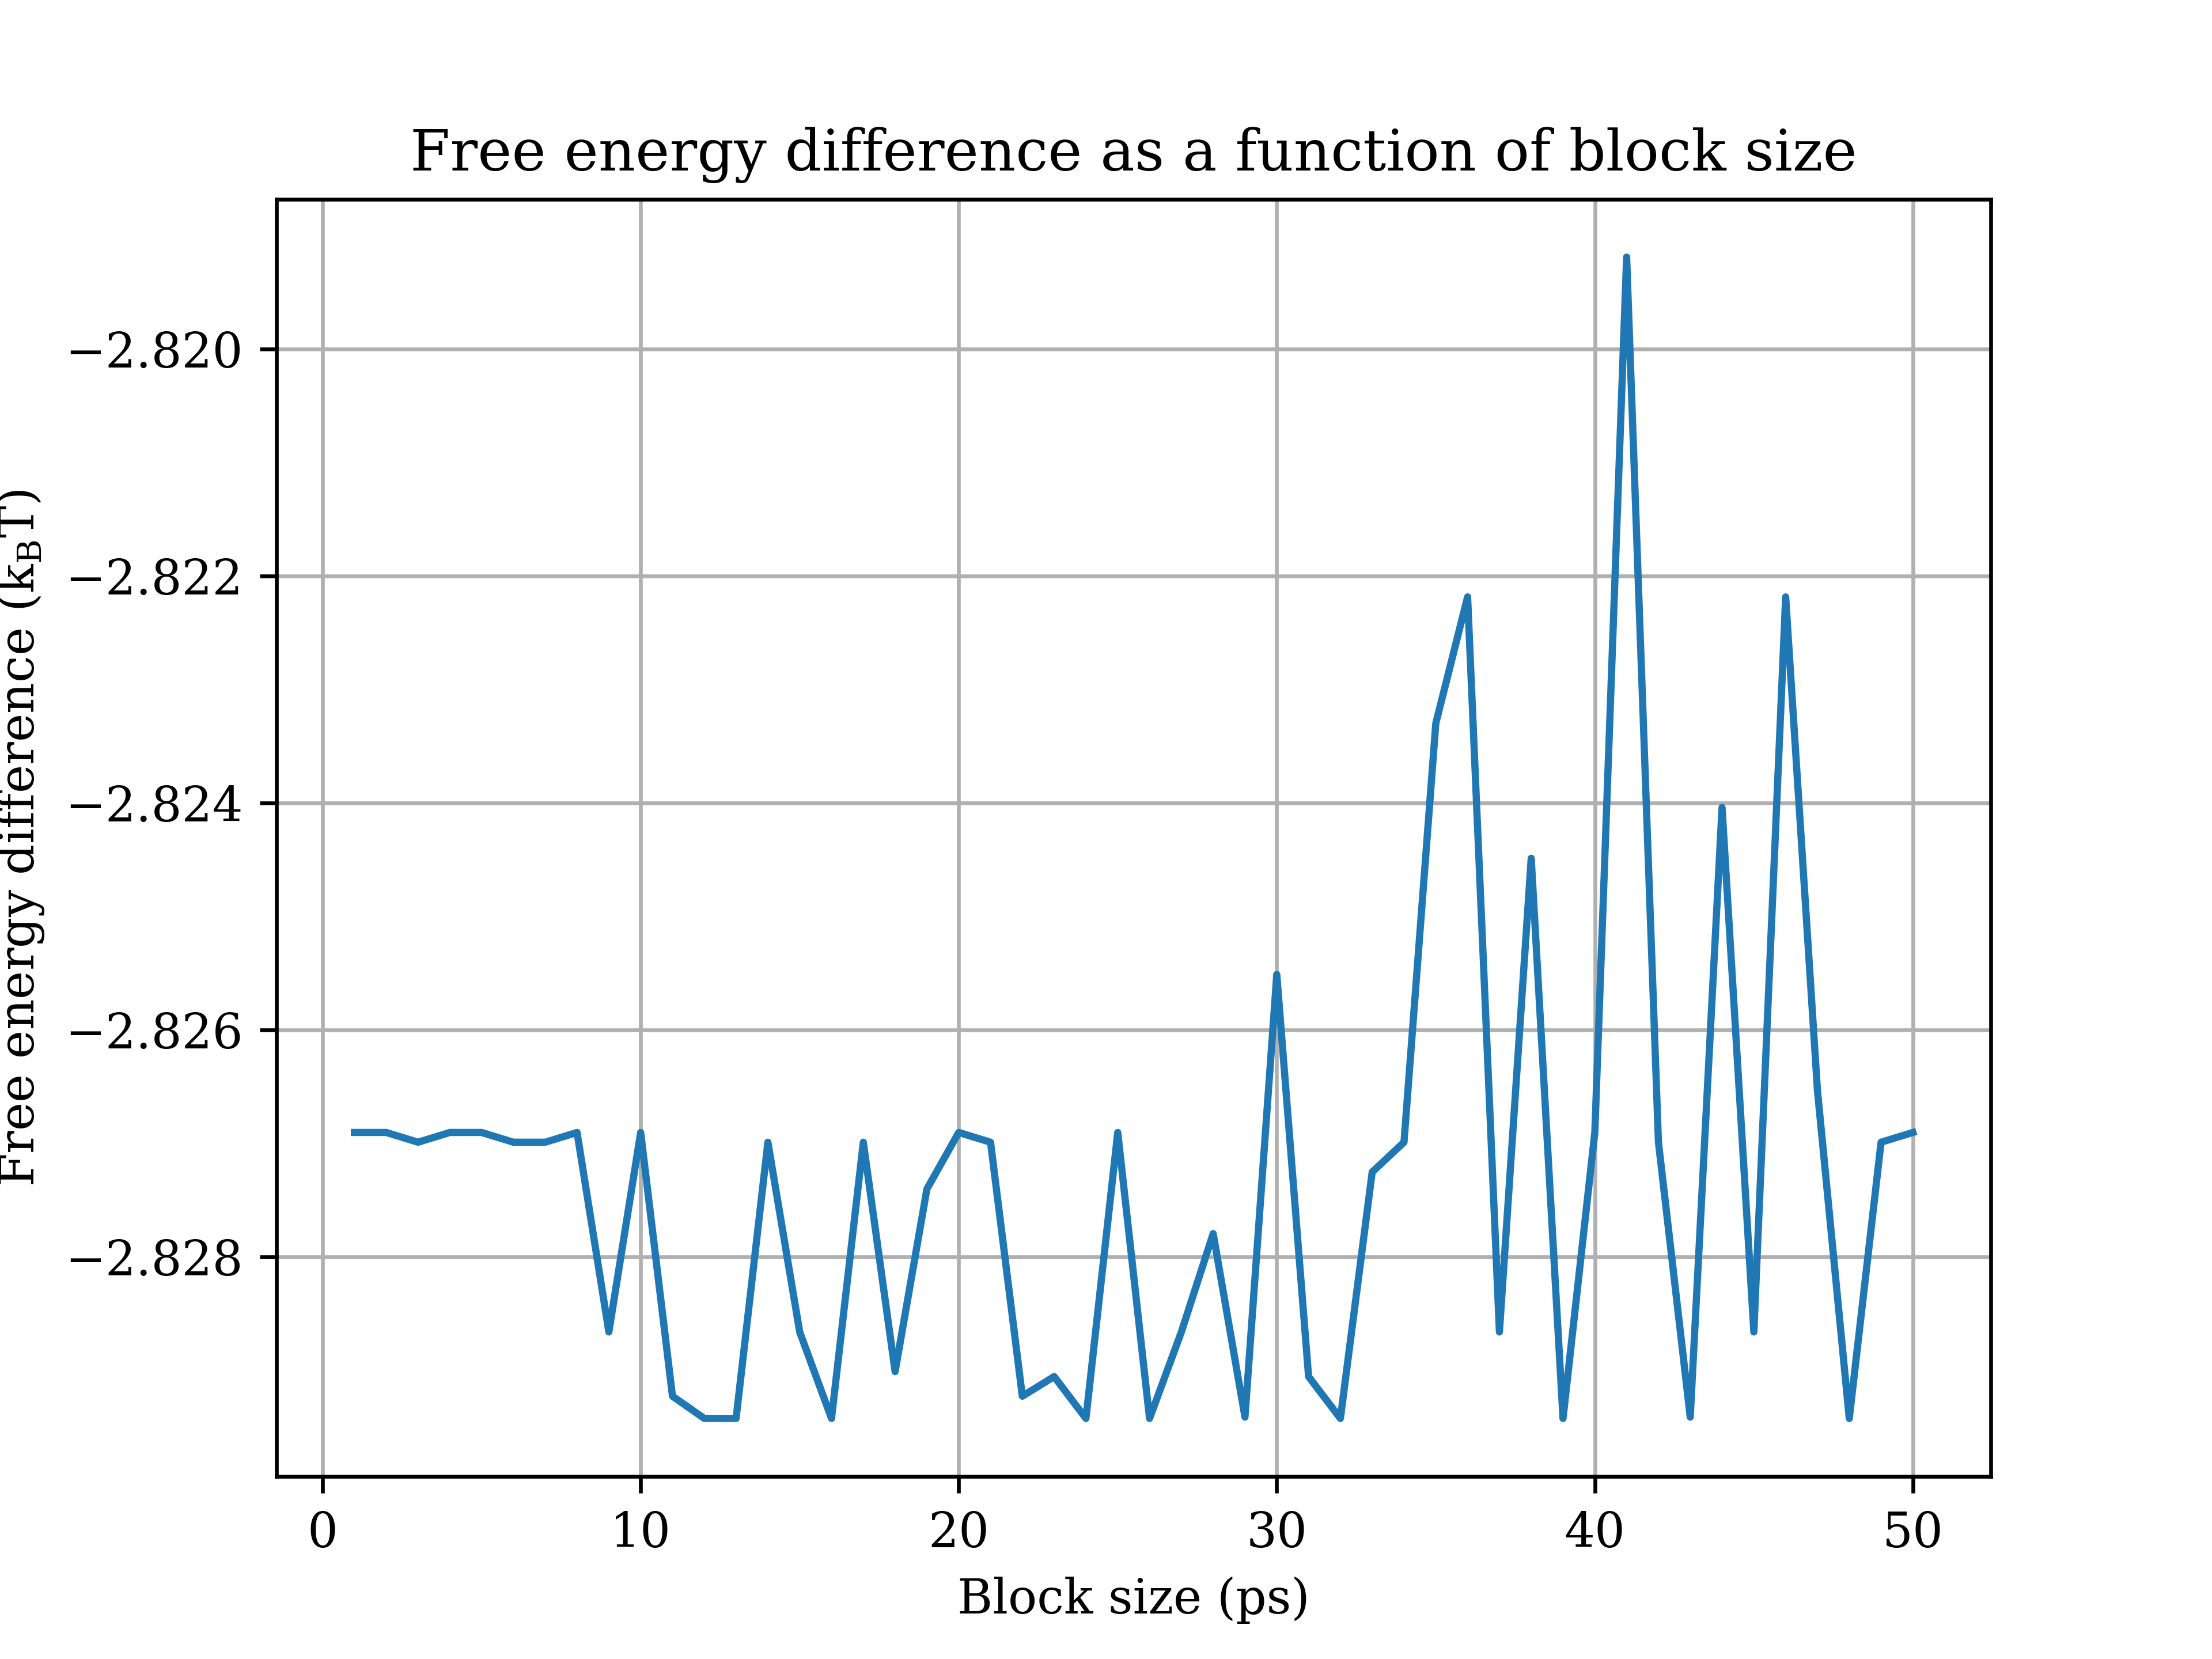 Free energy difference as a function of block size
Free energy difference (k_BT)
−2.820
−2.822
−2.824
−2.826
−2.828
0 10 20 30 40 50
Block size (ps)